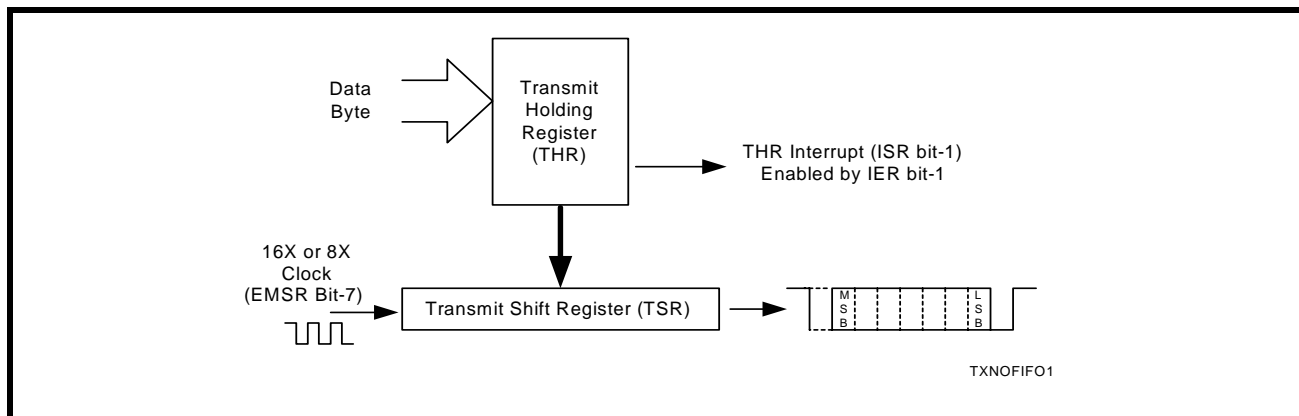 Data
Byte
Transmit
Holding
Register
(THR)
THR Interrupt (ISR bit-1)
Enabled by IER bit-1
16X or 8X
Clock
(EMSR Bit-7)
Transmit Shift Register (TSR)
M
S
B
L
S
B
TXNOFIFO1